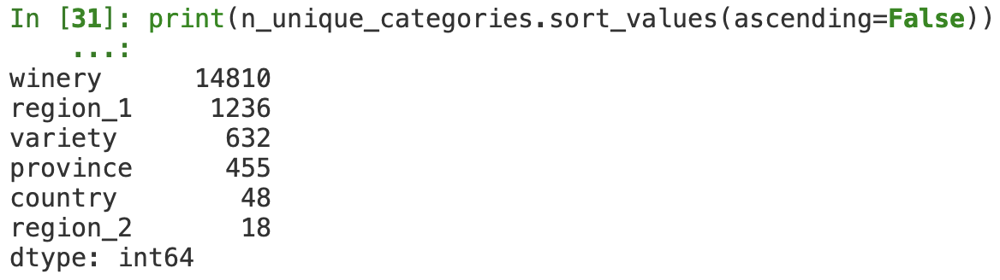 In [31]: print(n_unique_categories.sort_values(ascending=False))
...:
winery 14810
region_1 1236
variety 632
province 455
country 48
region_2 18
dtype: int64